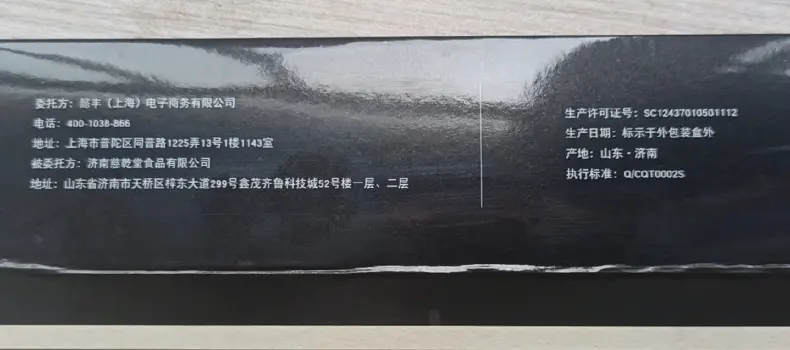 委托方：懿丰（上海）电子商务有限公司
电话：400-1038-866
地址：上海市普陀区同普路1225弄13号1楼1143室
被委托方：济南慈乾堂食品有限公司
地址：山东省济南市天桥区梓东大道299号鑫茂齐鲁科技城52号楼一层、二层
生产许可证号：SC12437010501112
生产日期：标示于外包装盒外
产地：山东·济南
执行标准：Q/CQT0002S